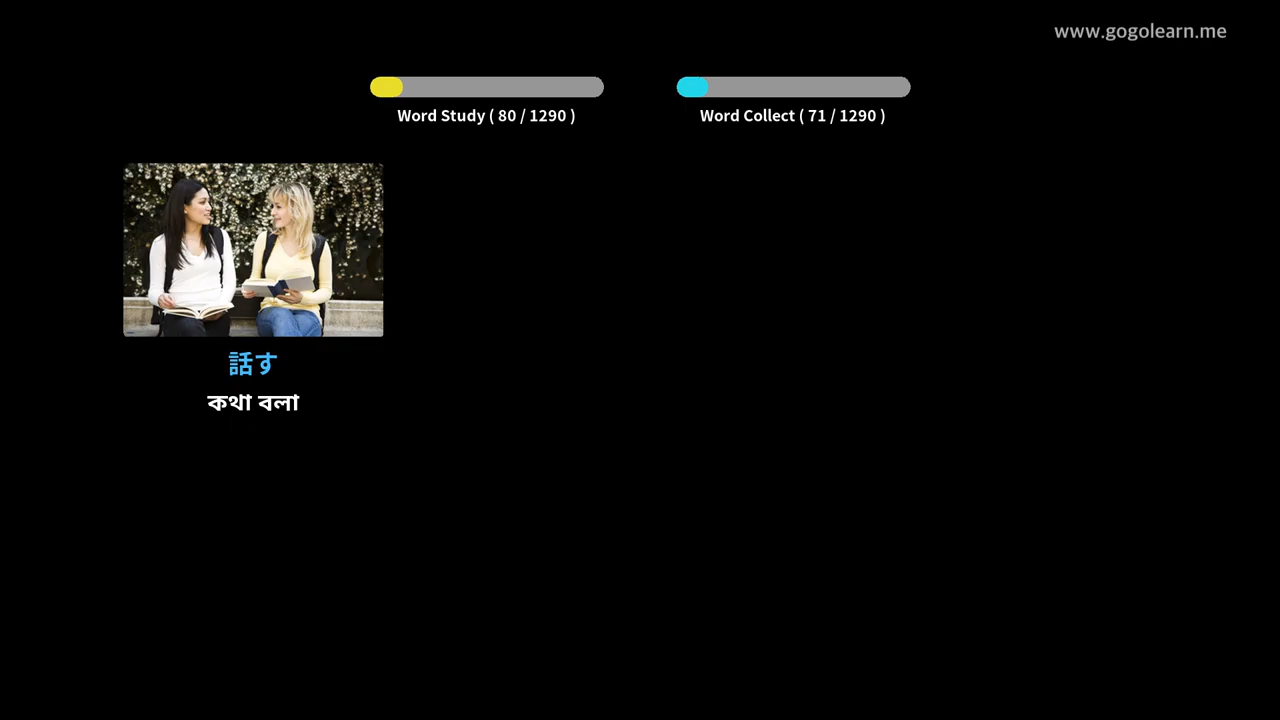 www.gogolearn.me
Word Study ( 80 / 1290 )
Word Collect ( 71 / 1290 )
話す
কথা বলা